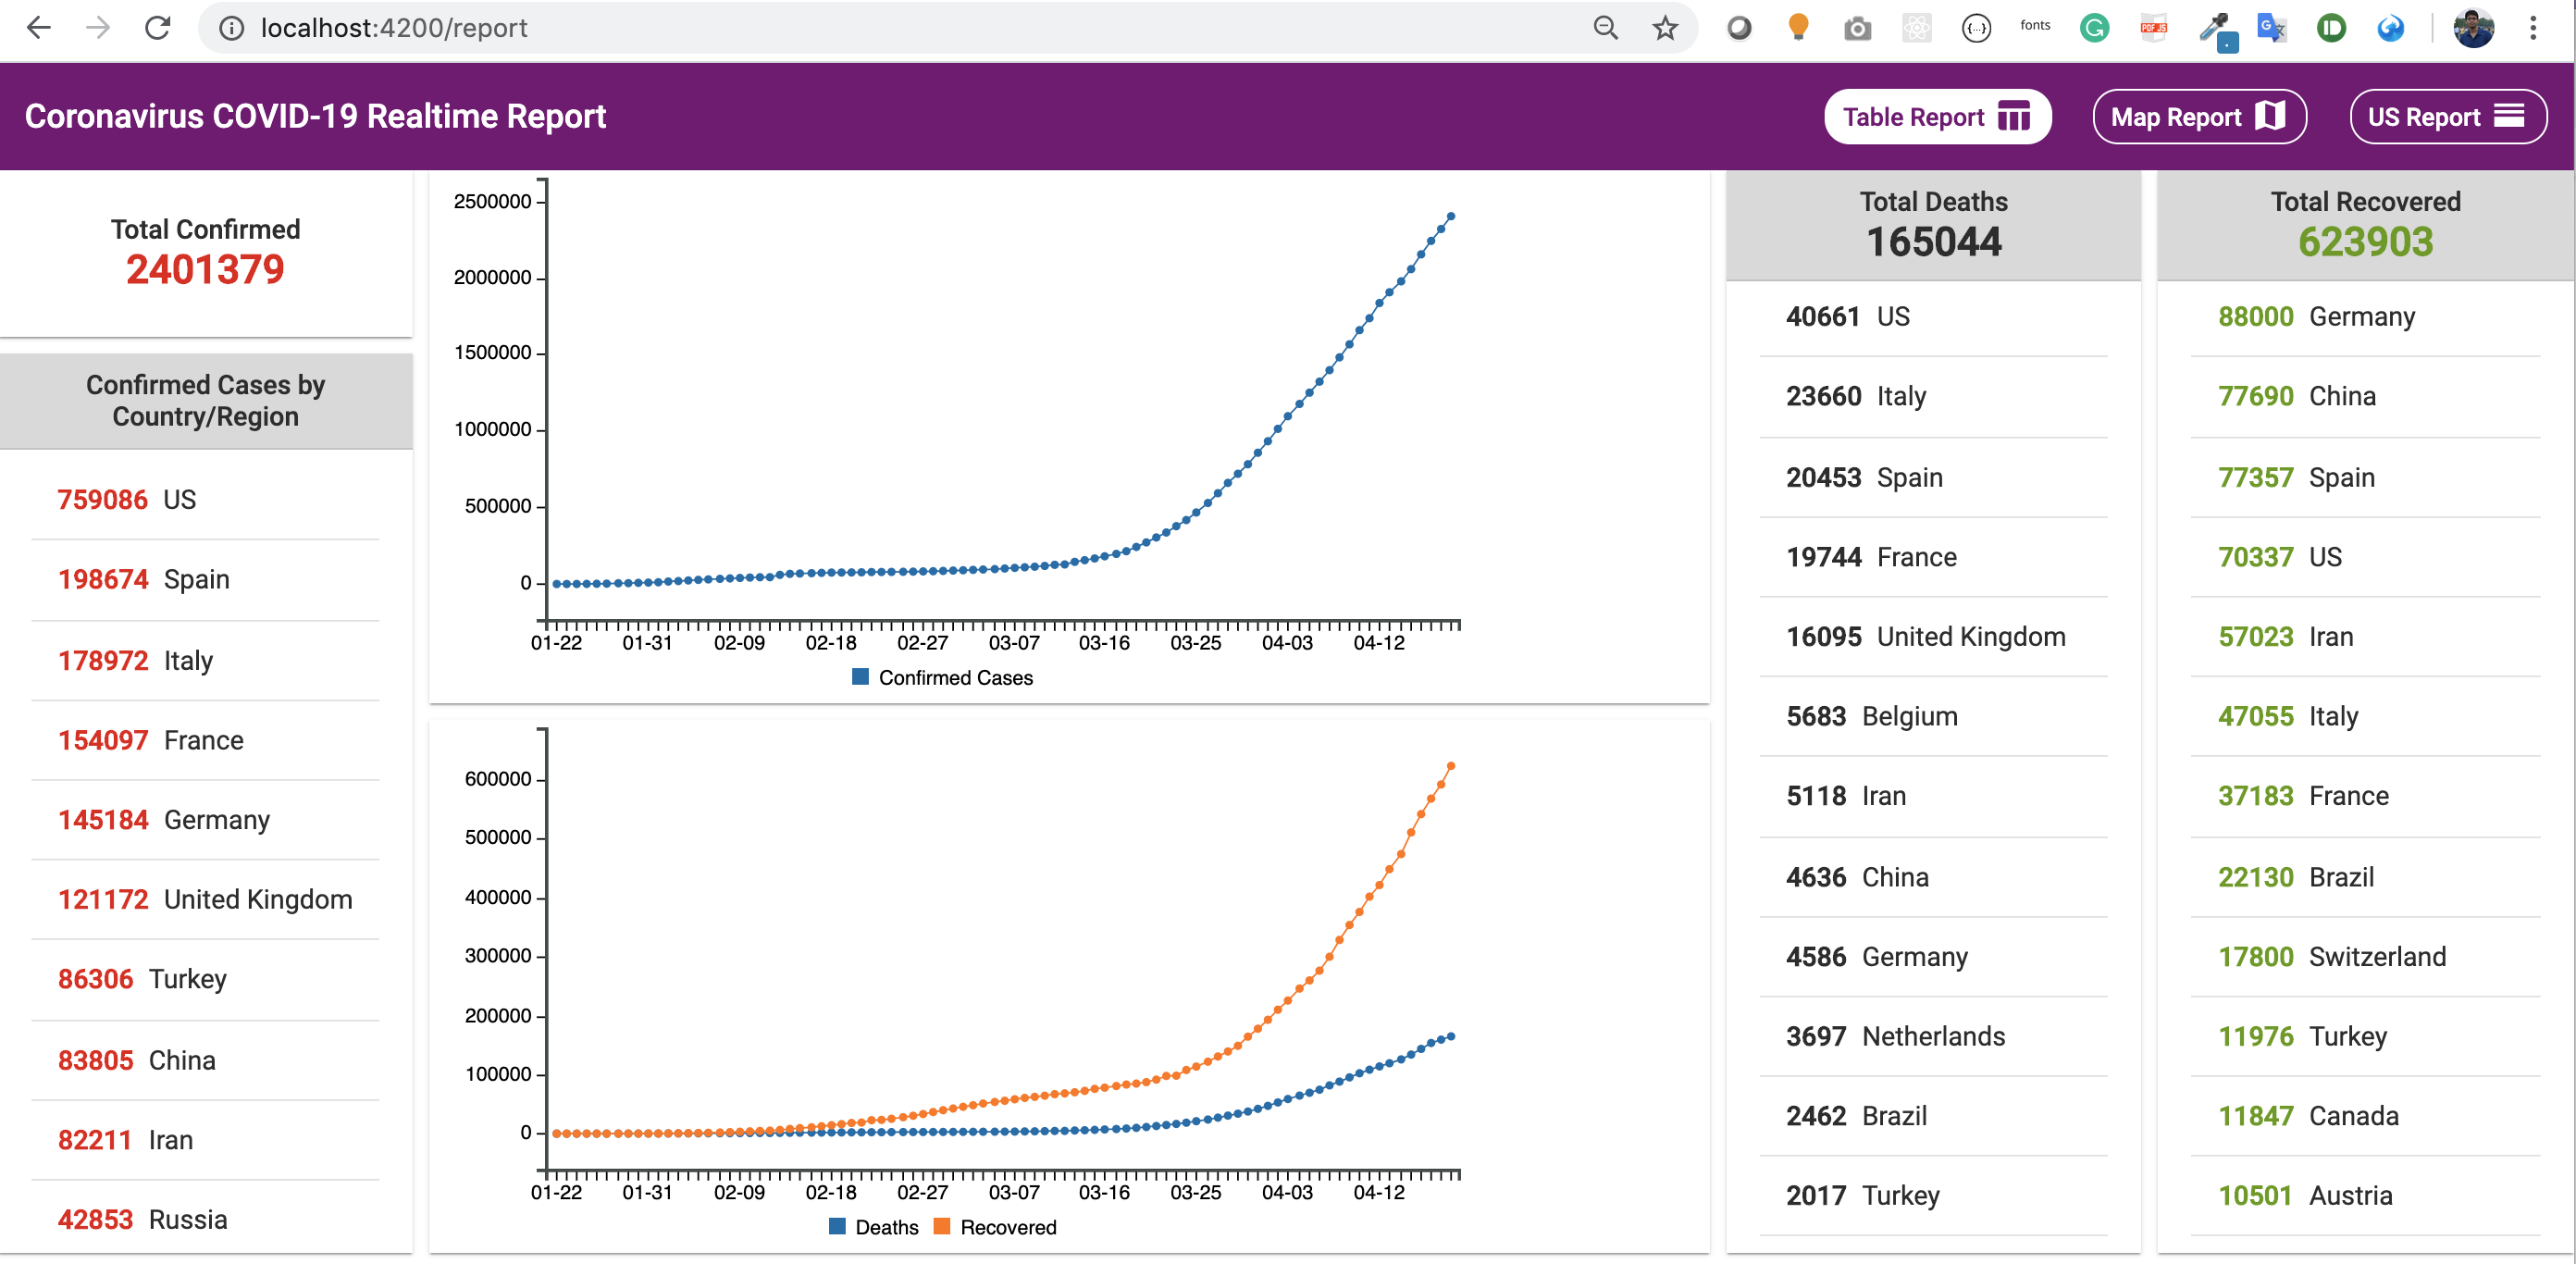 localhost:4200/report
fonts
Coronavirus COVID-19 Realtime Report
Table Report
Map Report
US Report
Total Confirmed
2401379
Confirmed Cases by
Country/Region
759086 US
198674 Spain
178972 Italy
154097 France
145184 Germany
121172 United Kingdom
86306 Turkey
83805 China
82211 Iran
42853 Russia
2500000
2000000
1500000
1000000
500000
0
01-22 01-31 02-09 02-18 02-27 03-07 03-16 03-25 04-03 04-12
Confirmed Cases
600000
500000
400000
300000
200000
100000
0
01-22 01-31 02-09 02-18 02-27 03-07 03-16 03-25 04-03 04-12
Deaths Recovered
Total Deaths
165044
40661 US
23660 Italy
20453 Spain
19744 France
16095 United Kingdom
5683 Belgium
5118 Iran
4636 China
4586 Germany
3697 Netherlands
2462 Brazil
2017 Turkey
Total Recovered
623903
88000 Germany
77690 China
77357 Spain
70337 US
57023 Iran
47055 Italy
37183 France
22130 Brazil
17800 Switzerland
11976 Turkey
11847 Canada
10501 Austria